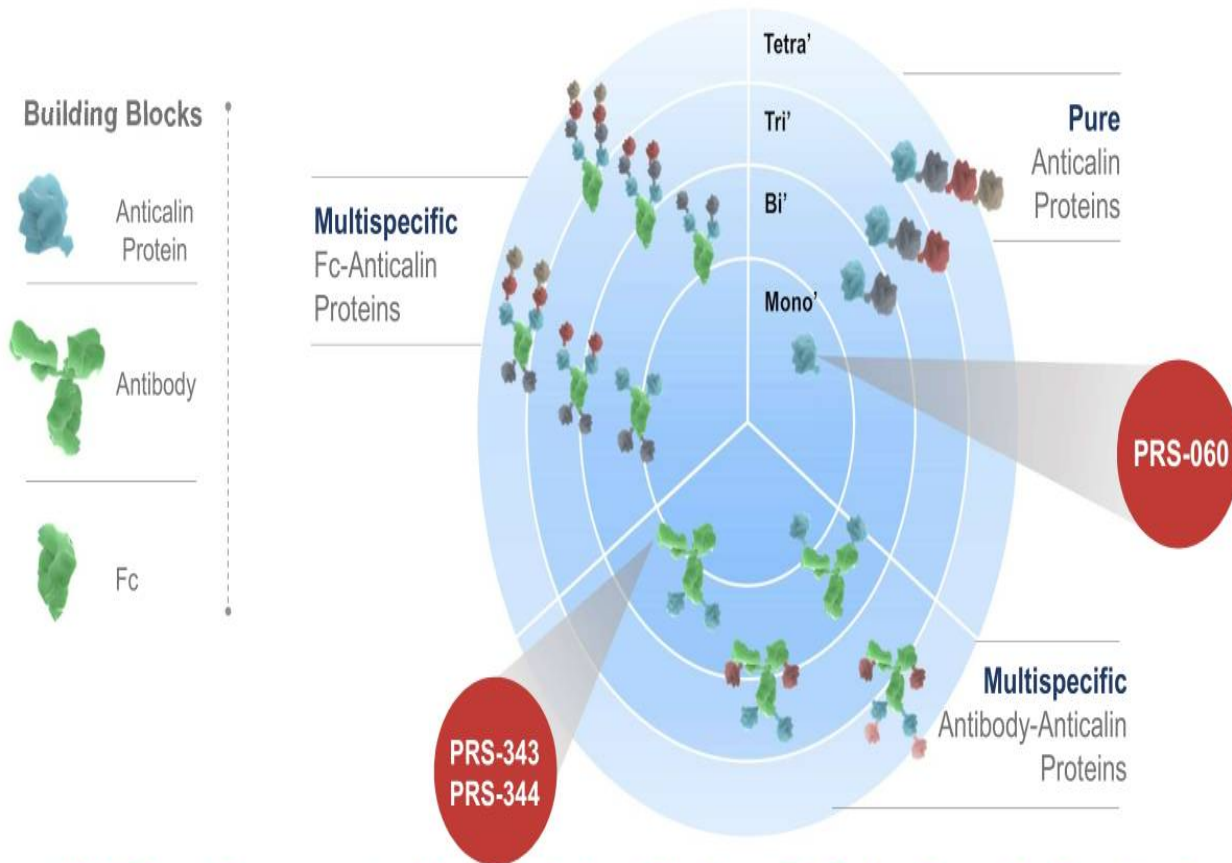 Building Blocks
Anticalin
Protein
Antibody
Fc
Multispecific
Fc-Anticalin
Proteins
Tetra'
Tri'
Bi'
Mono'
Pure
Anticalin
Proteins
PRS-060
PRS-343
PRS-344
Multispecific
Antibody-Anticalin
Proteins